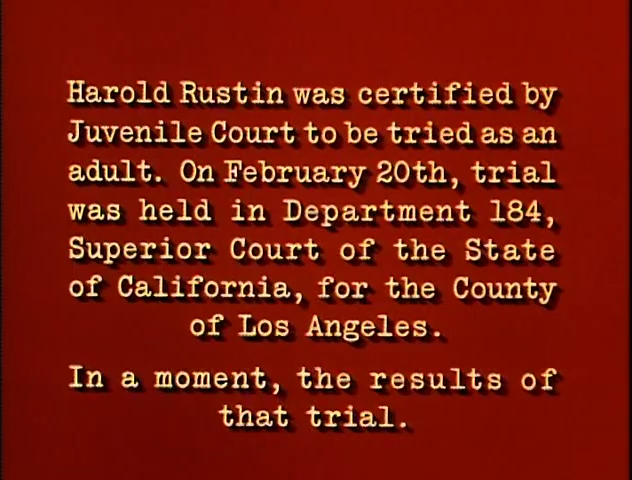 Harold Rustin was certified by
Juvenile Court to be tried as an
adult. On February 20th, trial
was held in Department 184,
Superior Court of the State
of California, for the County
of Los Angeles.
In a moment, the results of
that trial.